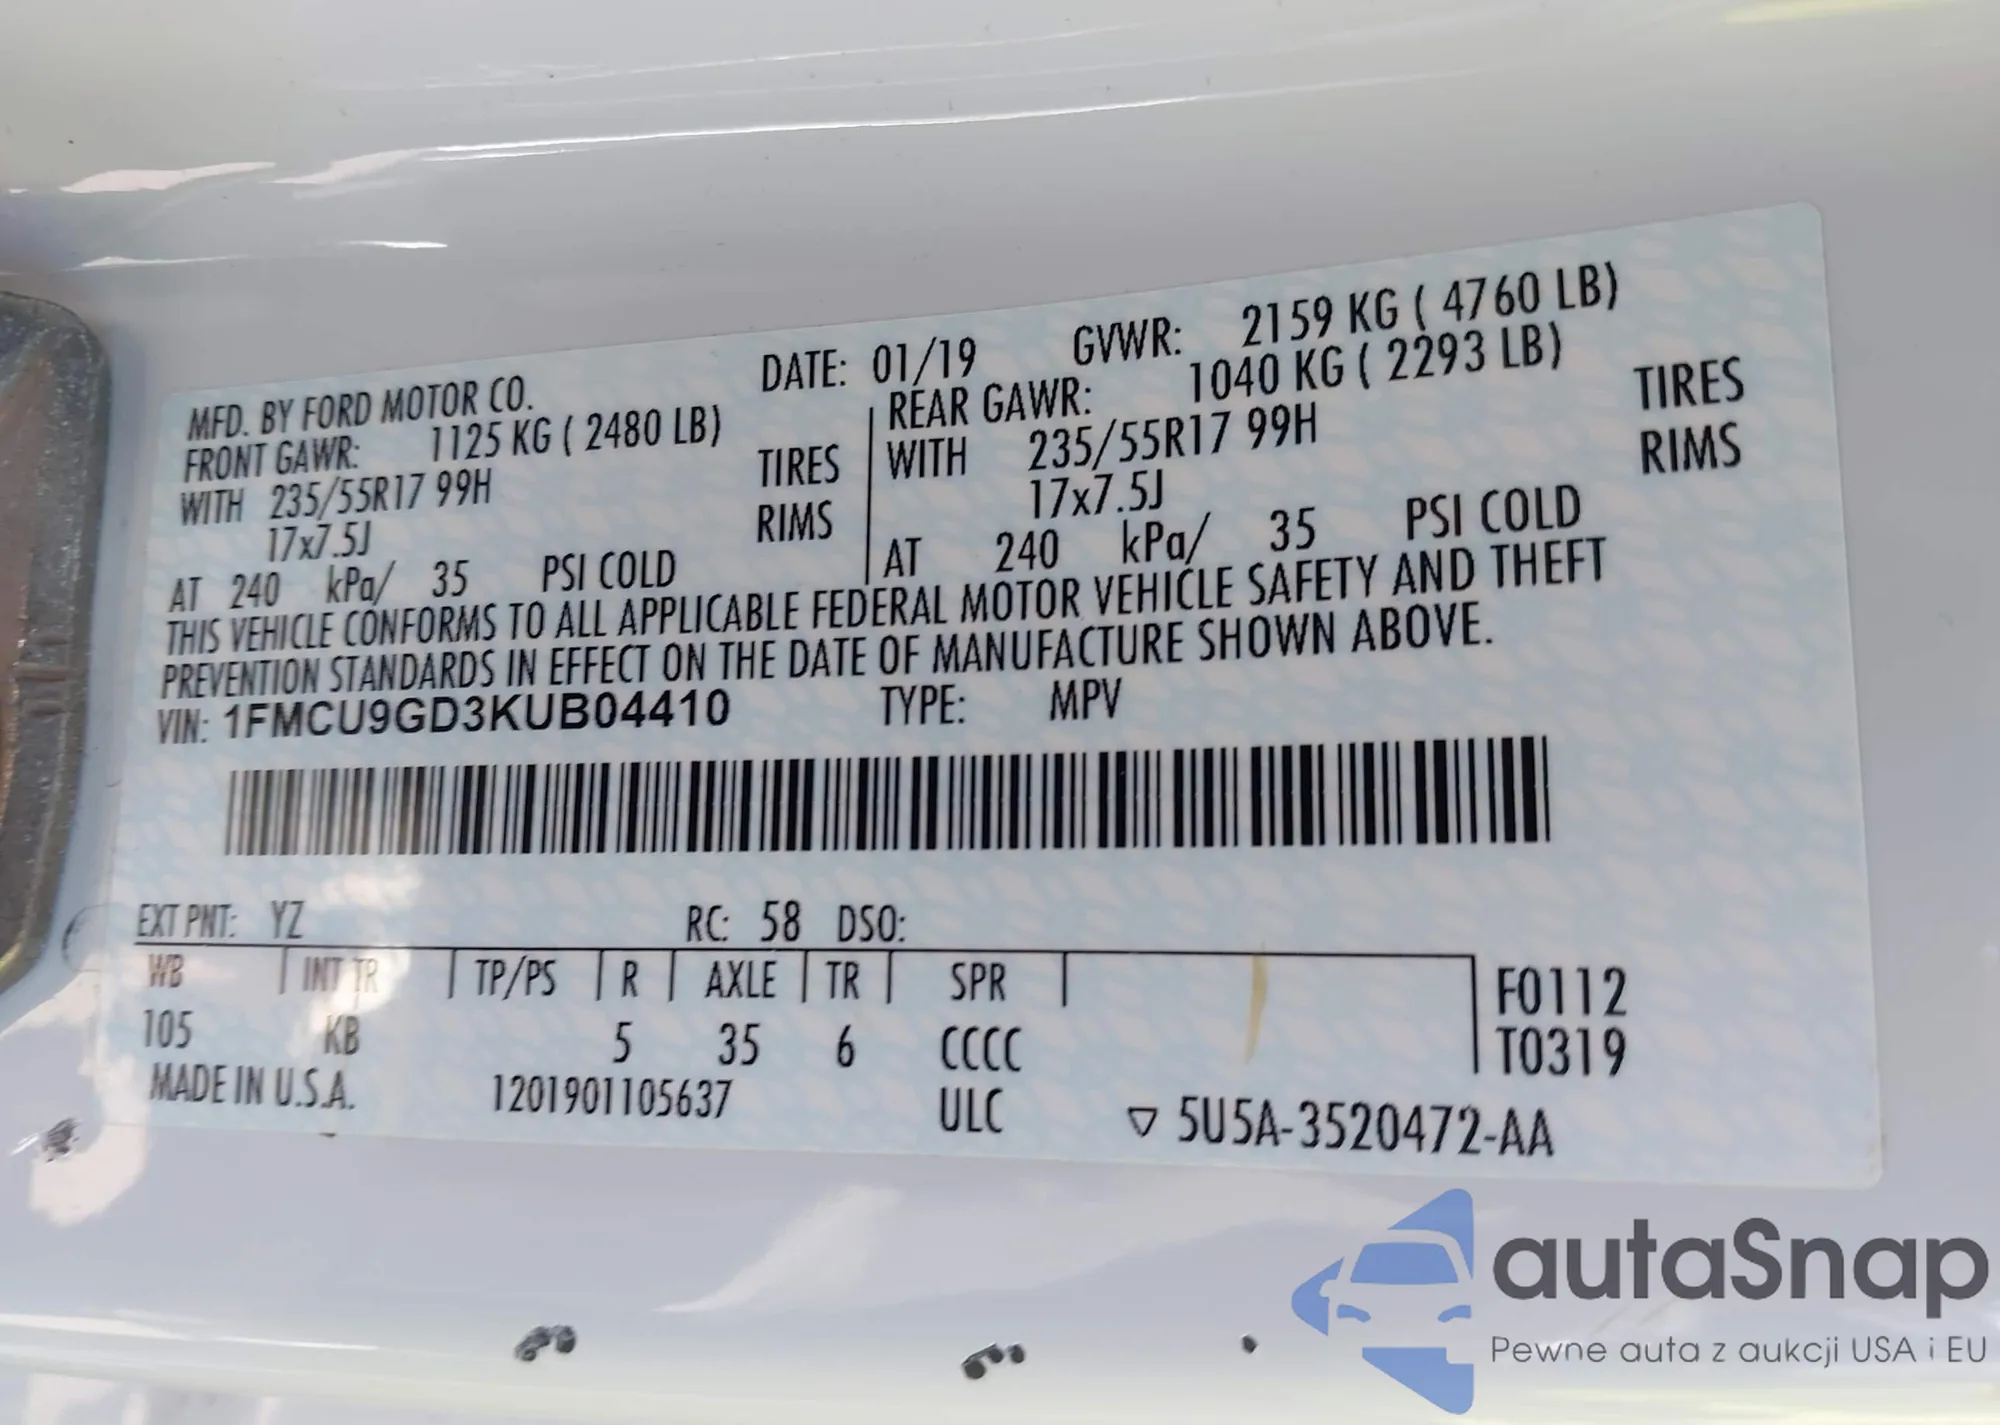 MFD. BY FORD MOTOR CO. DATE: 01/19 GVWR: 2159 KG ( 4760 LB)
FRONT GAWR: 1125 KG ( 2480 LB) REAR GAWR: 1040 KG ( 2293 LB)
WITH 235/55R17 99H TIRES WITH 235/55R17 99H TIRES
17x7.5J RIMS 17x7.5J RIMS
AT 240 kPa/ 35 PSI COLD AT 240 kPa/ 35 PSI COLD
THIS VEHICLE CONFORMS TO ALL APPLICABLE FEDERAL MOTOR VEHICLE SAFETY AND THEFT
PREVENTION STANDARDS IN EFFECT ON THE DATE OF MANUFACTURE SHOWN ABOVE.
VIN: 1FMCU9GD3KUB04410 TYPE: MPV
EXT PNT: YZ RC: 58 DSO:
WB INT TR TP/PS R AXLE TR SPR F0112
105 KB 5 35 6 CCCC T0319
MADE IN U.S.A. 1201901105637 ULC ▽ 5U5A-3520472-AA
autaSnap
Pewne auta z aukcji USA i EU